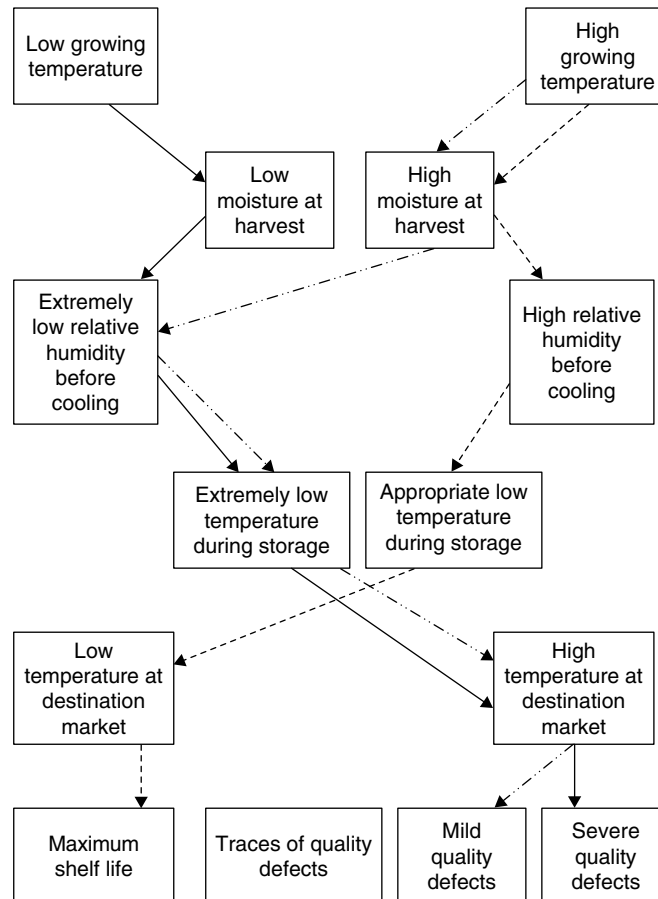 Low growing
temperature
High
growing
temperature
Low
moisture at
harvest
High
moisture at
harvest
Extremely
low relative
humidity
before
cooling
High relative
humidity
before
cooling
Extremely low
temperature
during storage
Appropriate low
temperature
during storage
Low
temperature at
destination
market
High
temperature at
destination
market
Maximum
shelf life
Traces of quality
defects
Mild
quality
defects
Severe
quality
defects